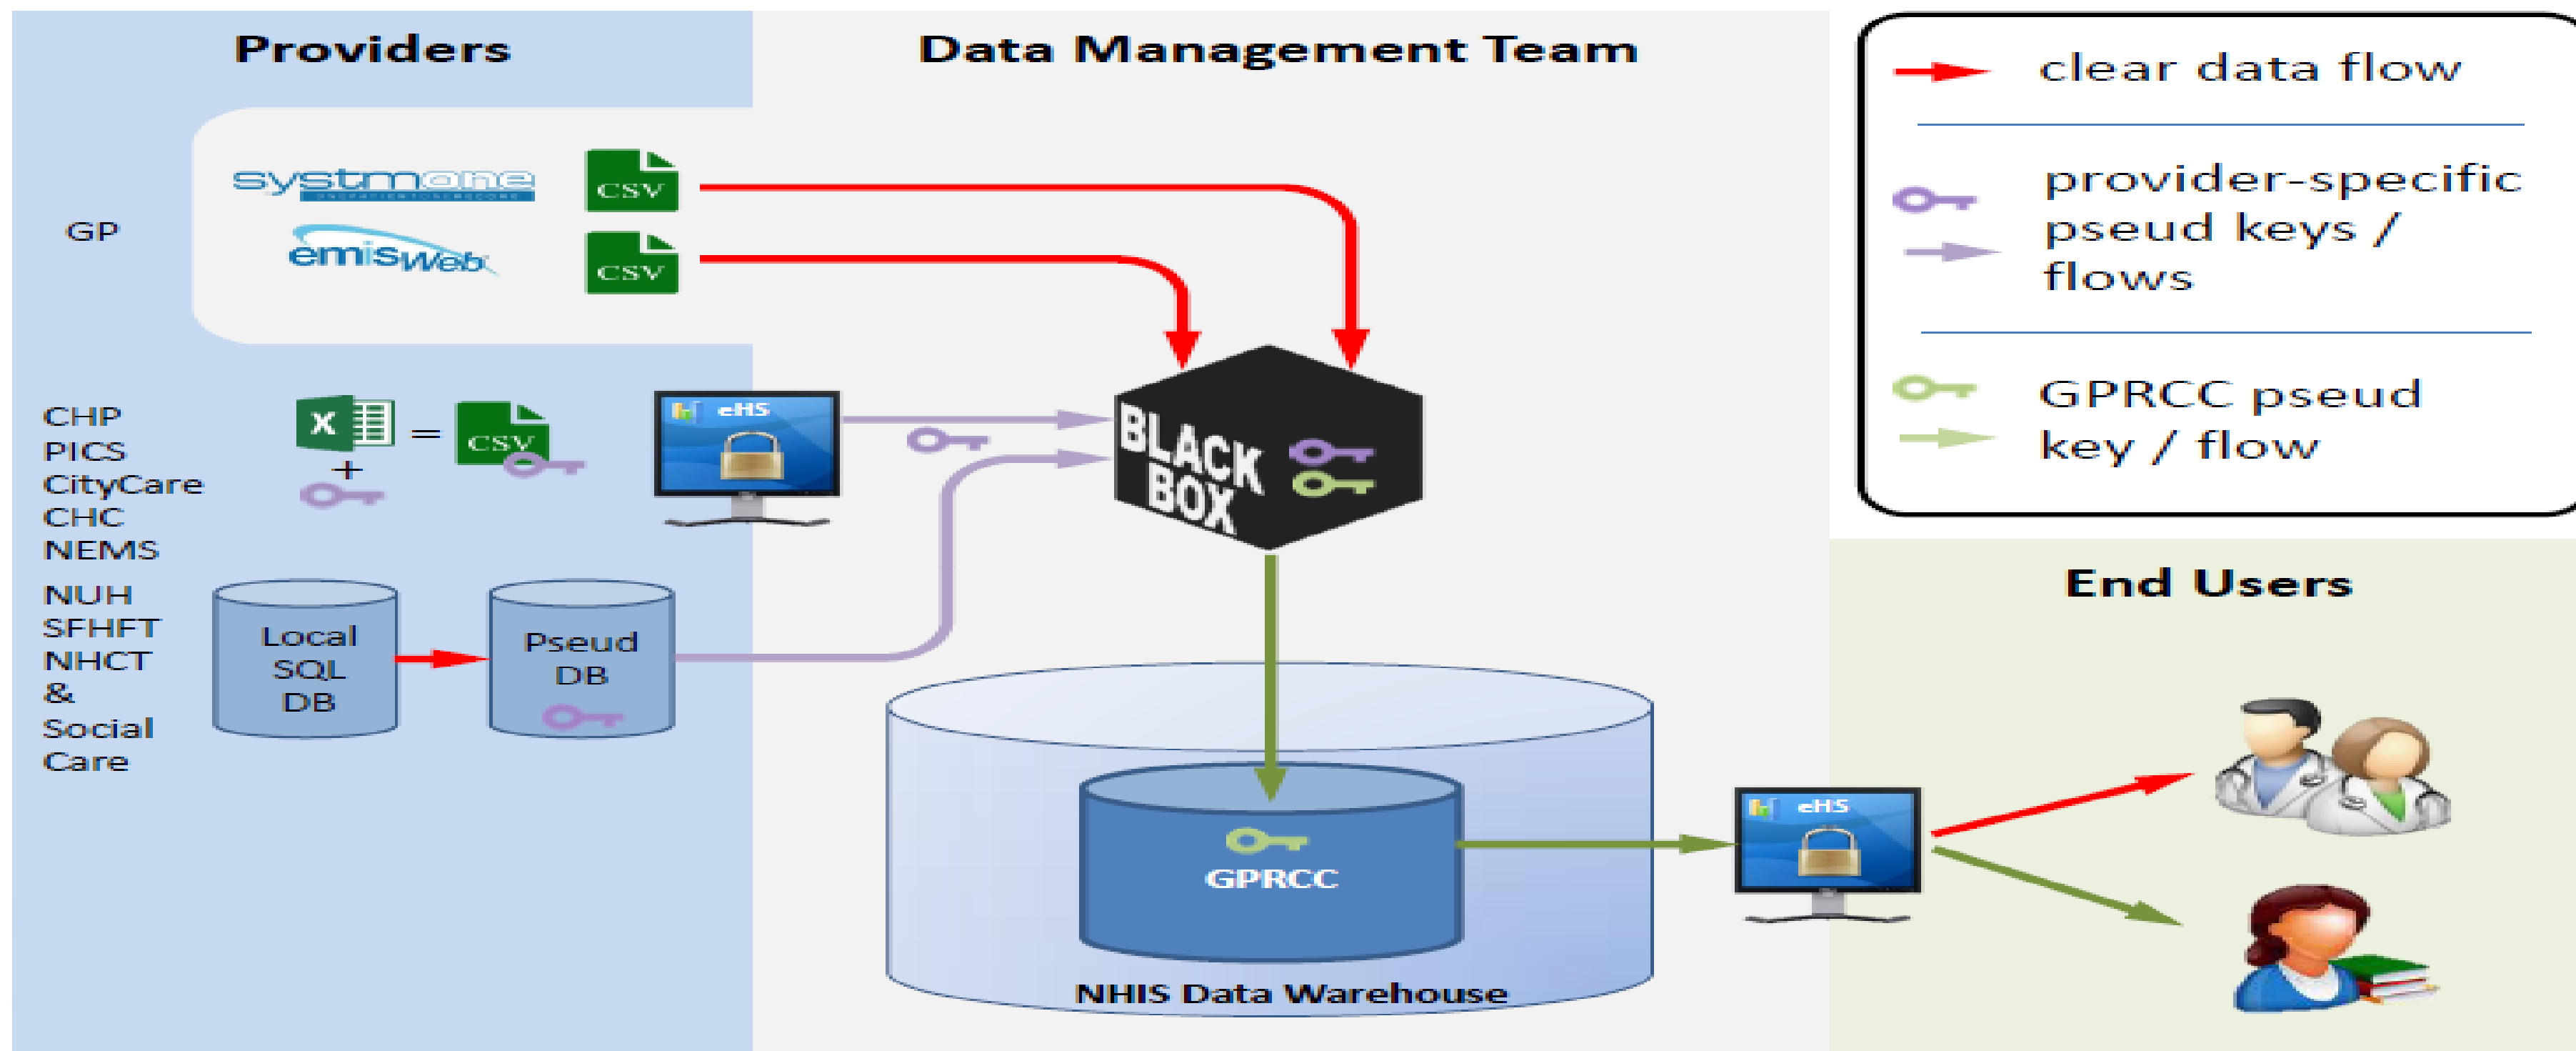 Providers
Data Management Team
GP
systmone
CSV
emisweb
CSV
CHP
PICS
CityCare
CHC
NEMS
X
+
=
CSV
eHS
BLACK
BOX
NUH
SFHFT
NHCT
&
Social
Care
Local
SQL
DB
Pseud
DB
GPRCC
NHIS Data Warehouse
eHS
clear data flow
provider-specific
pseud keys /
flows
GPRCC pseud
key / flow
End Users